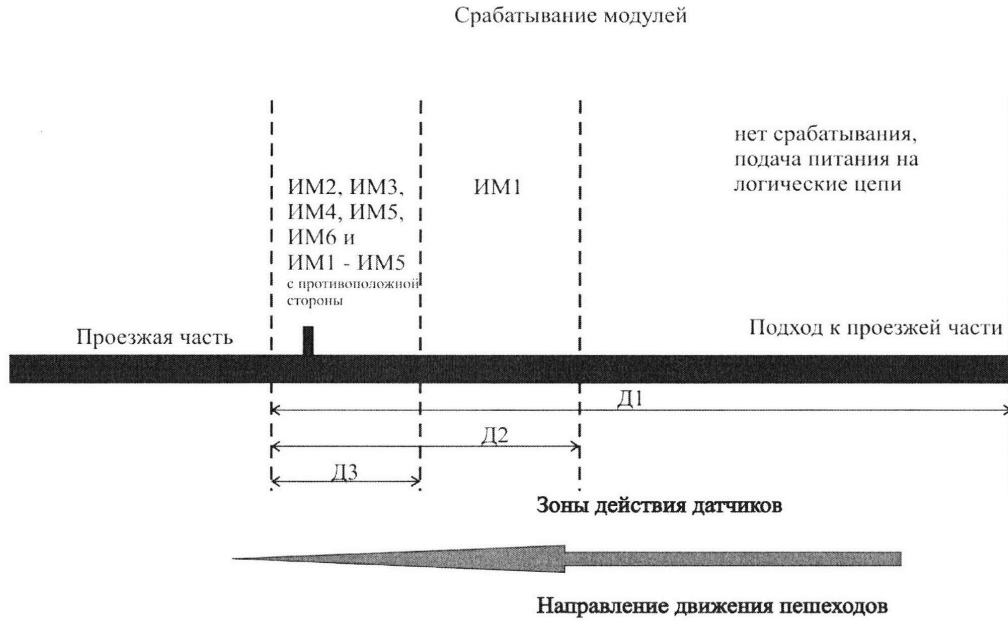 Срабатывание модулей
нет срабатывания,
подача питания на
логические цепи
ИМ2, ИМ3,
ИМ4, ИМ5,
ИМ6 и
ИМ1 - ИМ5
с противоположной
стороны
ИМ1
Проезжая часть
Подход к проезжей части
Д1
Д2
Д3
Зоны действия датчиков
Направление движения пешеходов